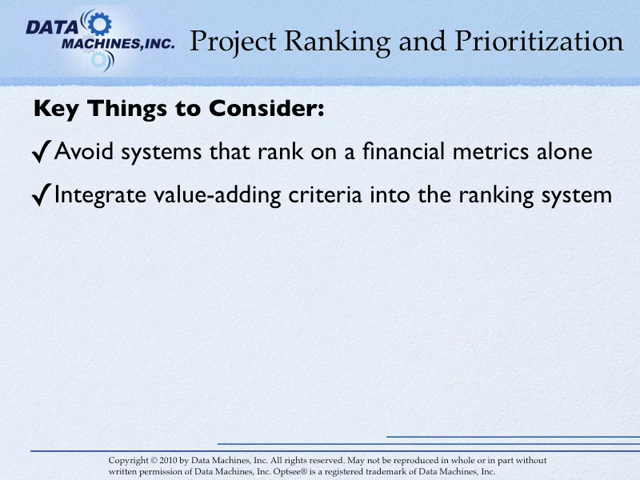 DATA
MACHINES, INC.
Project Ranking and Prioritization
Key Things to Consider:
✓Avoid systems that rank on a financial metrics alone
✓Integrate value-adding criteria into the ranking system
Copyright © 2010 by Data Machines, Inc. All rights reserved. May not be reproduced in whole or in part without
written permission of Data Machines, Inc. Optsee® is a registered trademark of Data Machines, Inc.